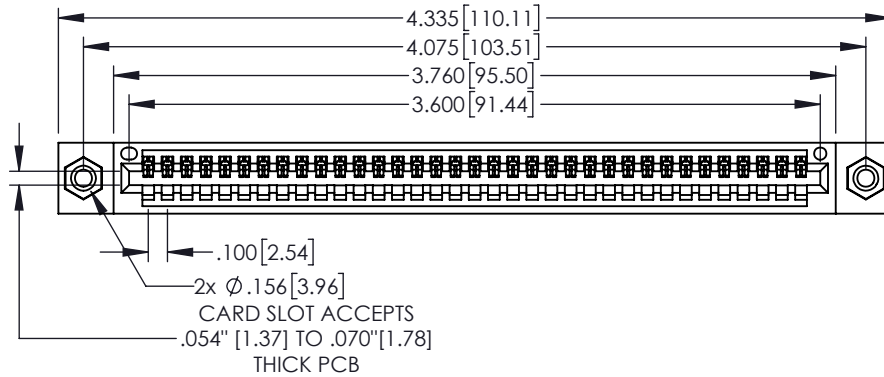 4.335[110.11]
4.075[103.51]
3.760[95.50]
3.600[91.44]
.100[2.54]
2x Ø.156[3.96]
CARD SLOT ACCEPTS
.054" [1.37] TO .070"[1.78]
THICK PCB